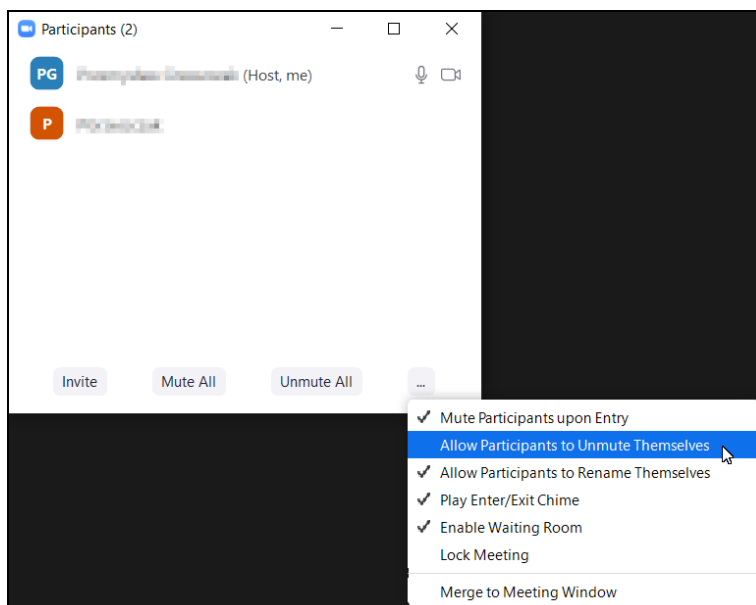 Participants (2)
PG (Host, me)
P
Invite Mute All Unmute All ...
Mute Participants upon Entry
Allow Participants to Unmute Themselves
Allow Participants to Rename Themselves
Play Enter/Exit Chime
Enable Waiting Room
Lock Meeting
Merge to Meeting Window